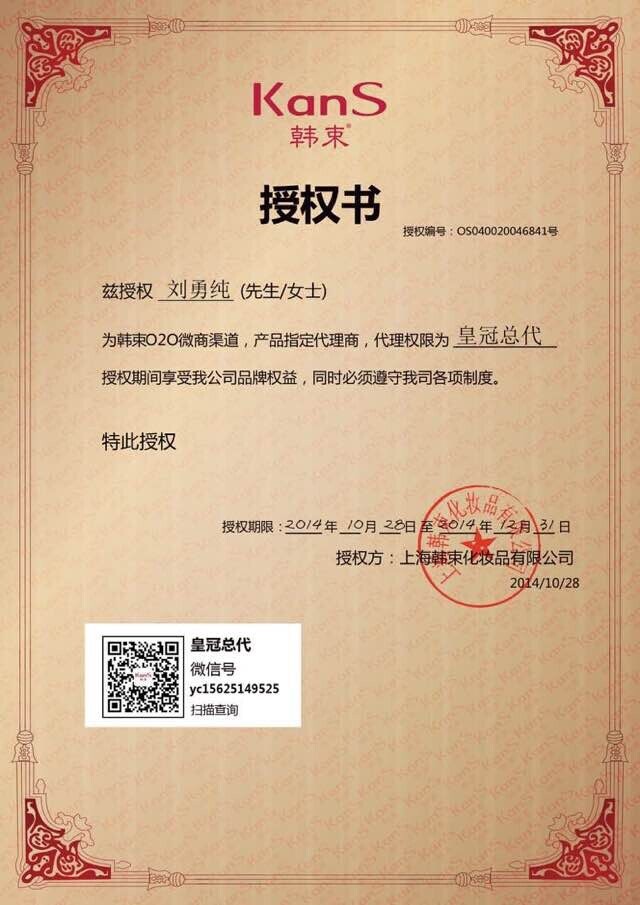 KanS
韩束®
授权书
授权编号：OS040020046841号
兹授权 刘勇纯 (先生/女士)
为韩束O2O微商渠道，产品指定代理商，代理权限为 皇冠总代
授权期间享受我公司品牌权益，同时必须遵守我司各项制度。
特此授权
授权期限：2014 年 10 月 28 日 至 2014 年 12 月 31 日
授权方：上海韩束化妆品有限公司
2014/10/28
上海韩束化妆品有限公司
皇冠总代
微信号
yc15625149525
扫描查询
KanS